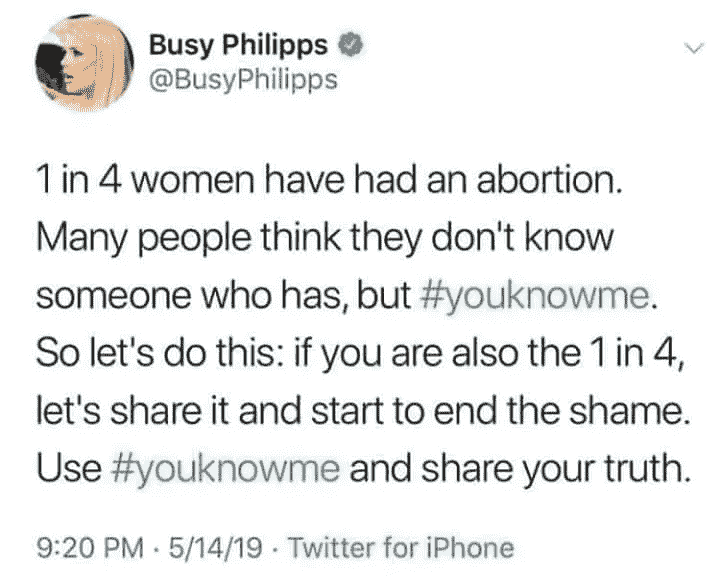 Busy Philipps
@BusyPhilipps
1 in 4 women have had an abortion.
Many people think they don't know
someone who has, but #youknowme.
So let's do this: if you are also the 1 in 4,
let's share it and start to end the shame.
Use #youknowme and share your truth.
9:20 PM · 5/14/19 · Twitter for iPhone